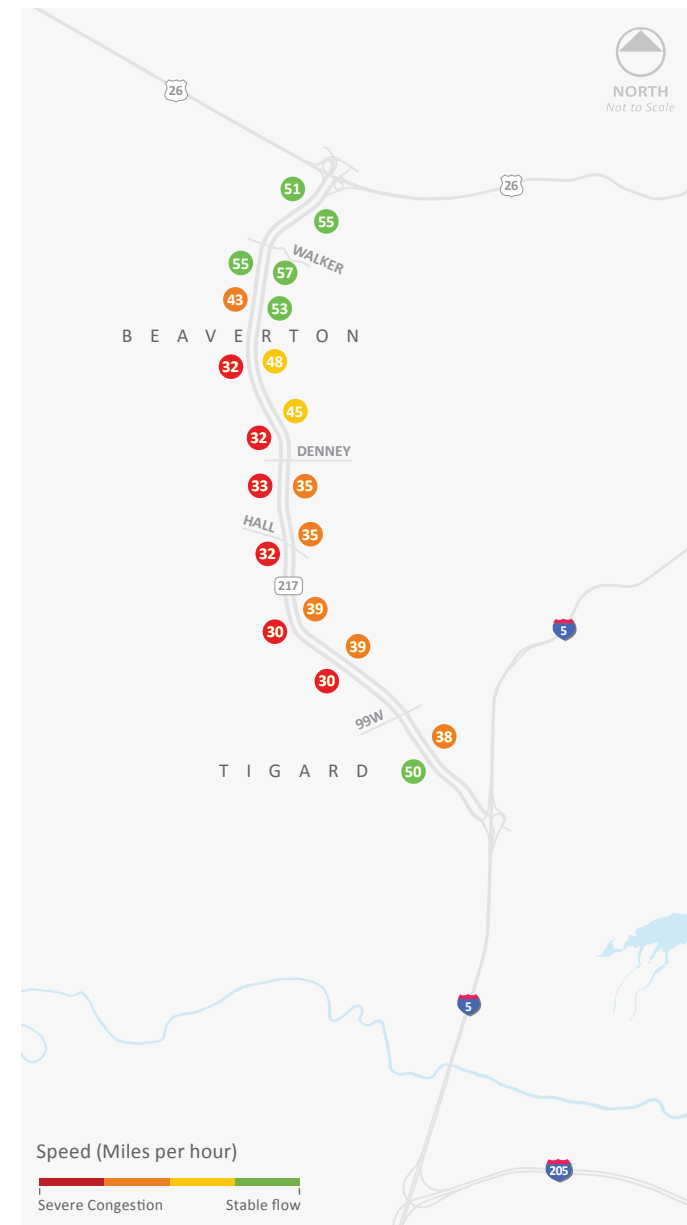 26
NORTH
Not to Scale
26
51
55
WALKER
55
57
43
53
BEAVERTON
48
32
45
32
DENNEY
33
35
HALL
35
32
217
39
30
5
39
30
99W
38
TIGARD
50
5
Speed (Miles per hour)
205
Severe Congestion Stable flow